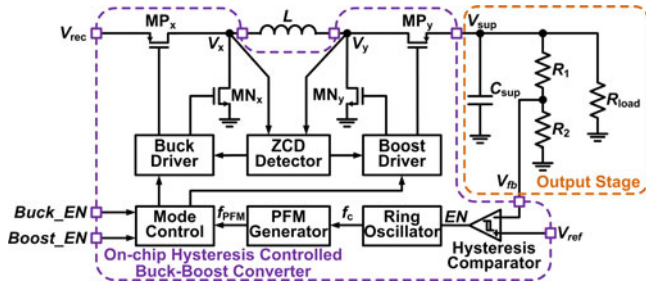 MPx
L
MPy
Vrec
Vx
Vy
Vsup
MNx
MNy
Csup
R1
Rload
R2
Buck
Driver
ZCD
Detector
Boost
Driver
Vfb
Output Stage
Buck_EN
Boost_EN
Mode
Control
fPFM
PFM
Generator
fc
Ring
Oscillator
EN
Vref
Hysteresis
Comparator
On-chip Hysteresis Controlled
Buck-Boost Converter